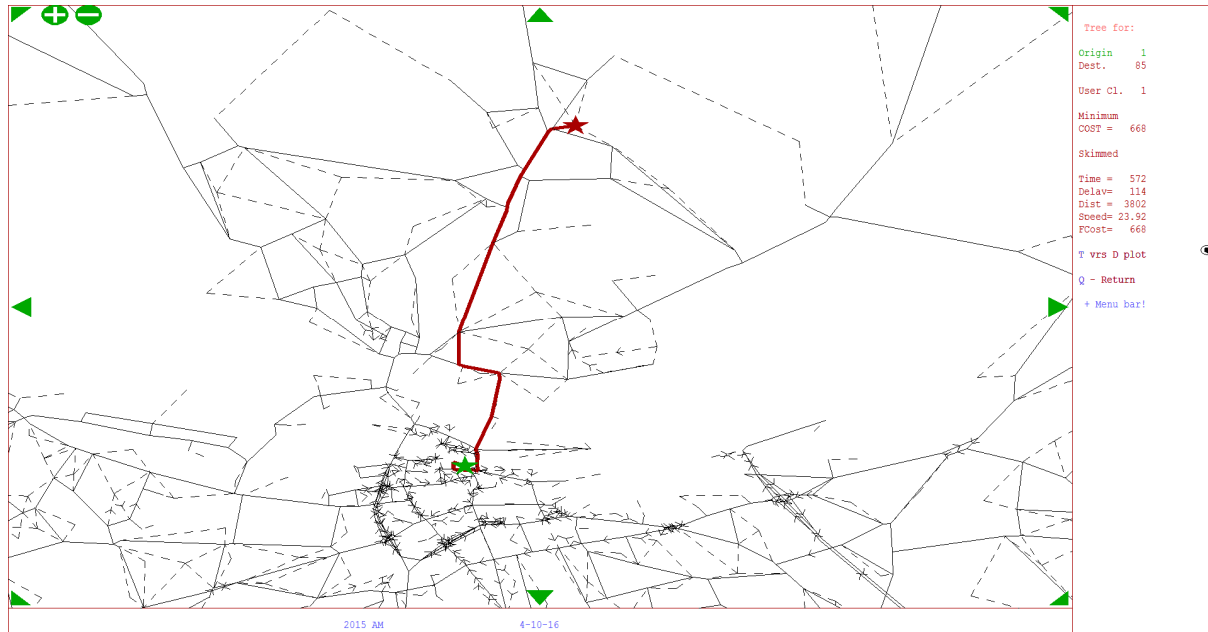 Tree for:
Origin 1
Dest. 85
User Cl. 1
Minimum
COST = 668
Skimmed
Time = 572
Delay= 114
Dist = 3802
Speed= 23.92
FCost= 668
T vrs D plot
Q - Return
+ Menu bar!
2015 AM 4-10-16